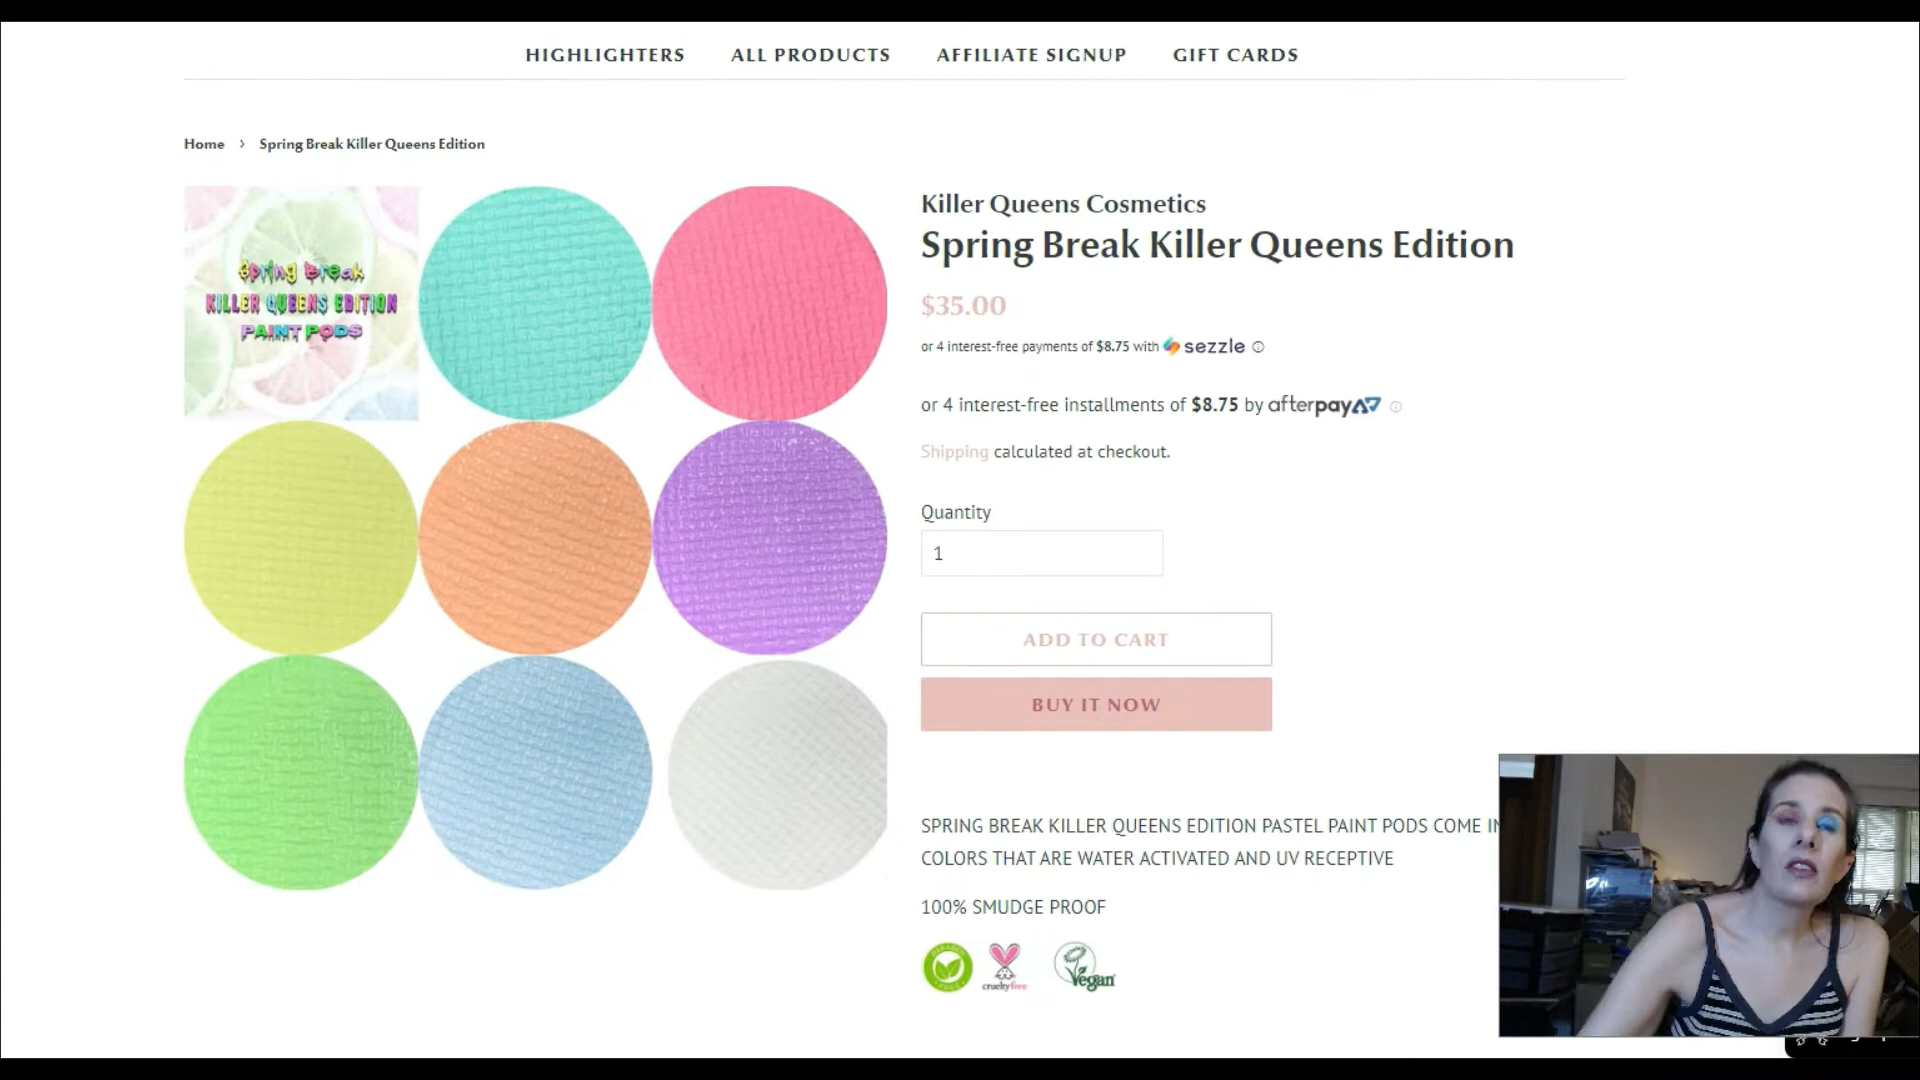 HIGHLIGHTERS ALL PRODUCTS AFFILIATE SIGNUP GIFT CARDS
Home › Spring Break Killer Queens Edition
Spring Break
KILLER QUEENS EDITION
PAINT PODS
Killer Queens Cosmetics
Spring Break Killer Queens Edition
$35.00
or 4 interest-free payments of $8.75 with sezzle
or 4 interest-free installments of $8.75 by afterpay
Shipping calculated at checkout.
Quantity
1
ADD TO CART
BUY IT NOW
SPRING BREAK KILLER QUEENS EDITION PASTEL PAINT PODS COME IN
COLORS THAT ARE WATER ACTIVATED AND UV RECEPTIVE
100% SMUDGE PROOF
crueltyfree
Vegan